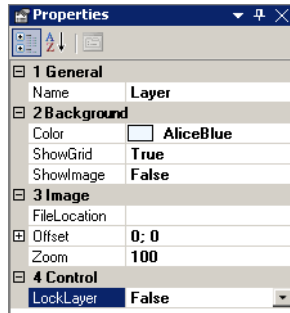 Properties
1 General
Name Layer
2 Background
Color AliceBlue
ShowGrid True
ShowImage False
3 Image
FileLocation
Offset 0; 0
Zoom 100
4 Control
LockLayer False